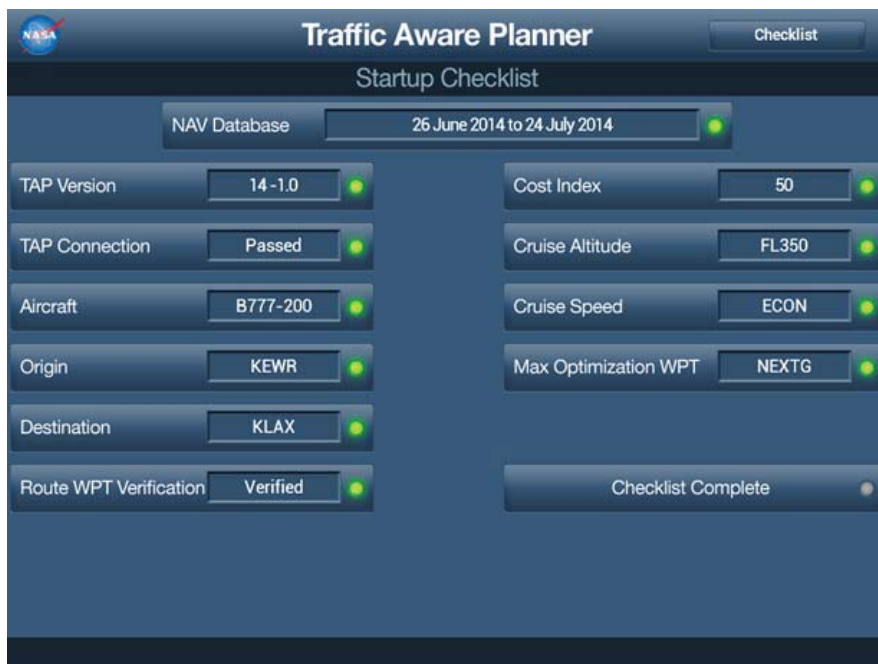 NASA
Traffic Aware Planner
Checklist
Startup Checklist
NAV Database 26 June 2014 to 24 July 2014
TAP Version 14-1.0
Cost Index 50
TAP Connection Passed
Cruise Altitude FL350
Aircraft B777-200
Cruise Speed ECON
Origin KEWR
Max Optimization WPT NEXTG
Destination KLAX
Route WPT Verification Verified
Checklist Complete